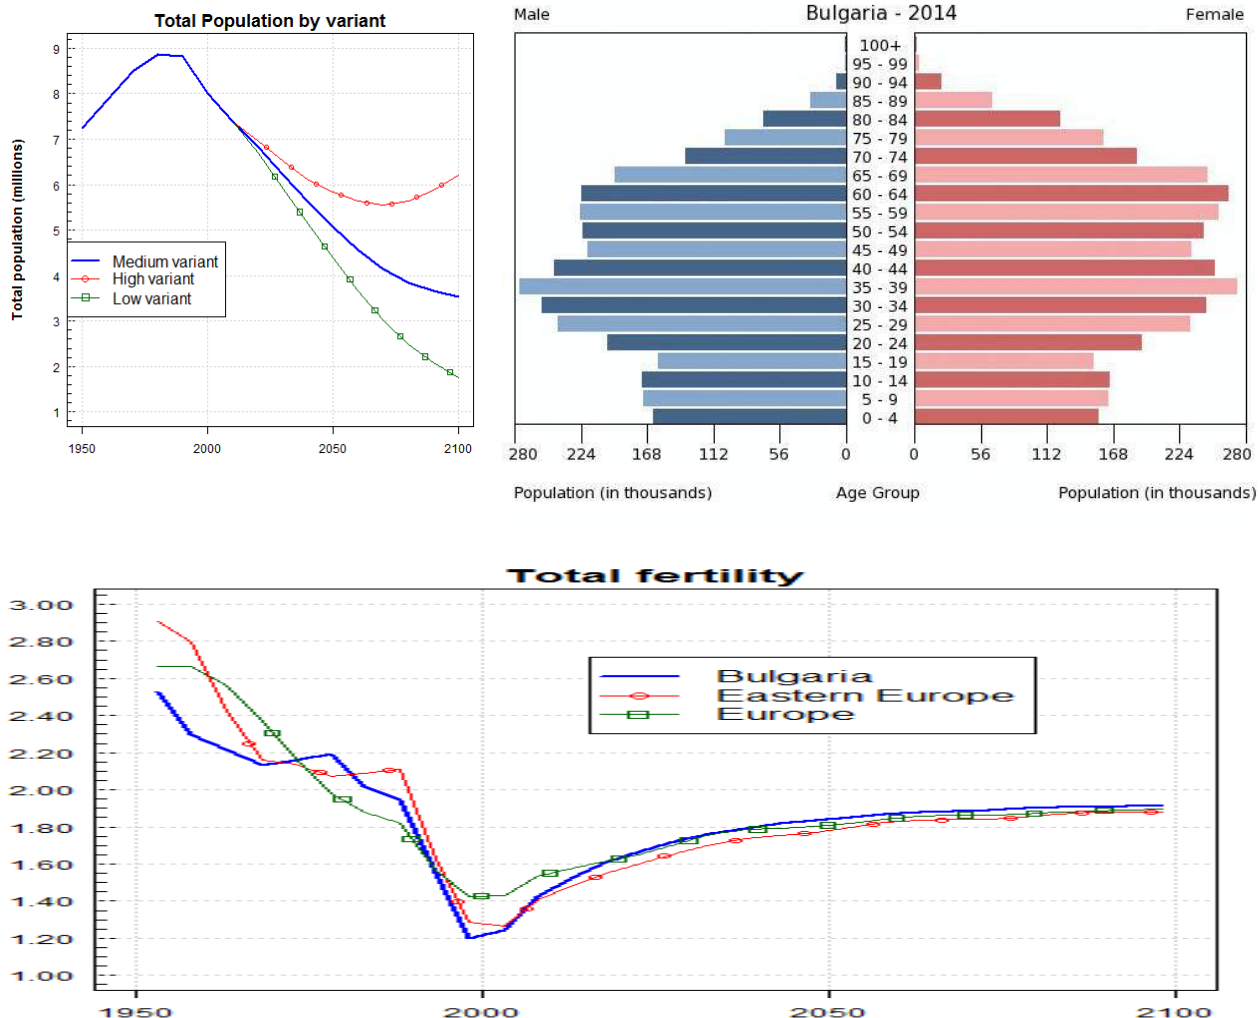 Total Population by variant
Total population (millions)
9
8
7
6
5
4
3
2
1
Medium variant
High variant
Low variant
1950 2000 2050 2100
Male Bulgaria - 2014 Female
100+
95 - 99
90 - 94
85 - 89
80 - 84
75 - 79
70 - 74
65 - 69
60 - 64
55 - 59
50 - 54
45 - 49
40 - 44
35 - 39
30 - 34
25 - 29
20 - 24
15 - 19
10 - 14
5 - 9
0 - 4
280 224 168 112 56 0 0 56 112 168 224 280
Population (in thousands) Age Group Population (in thousands)
Total fertility
3.00
2.80
2.60
2.40
2.20
2.00
1.80
1.60
1.40
1.20
1.00
Bulgaria
Eastern Europe
Europe
1950 2000 2050 2100